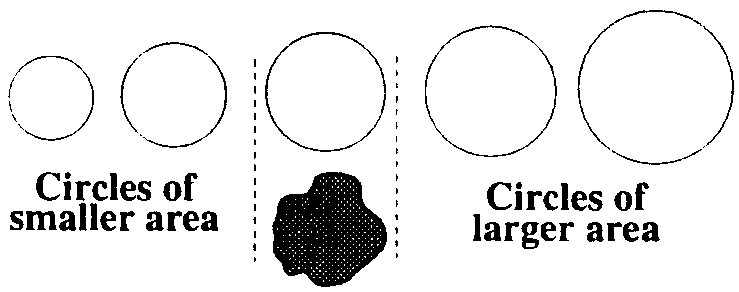 Circles of
smaller area
Circles of
larger area